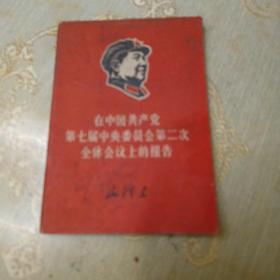 在中国共产党
第七届中央委员会第二次
全体会议上的报告
毛泽东